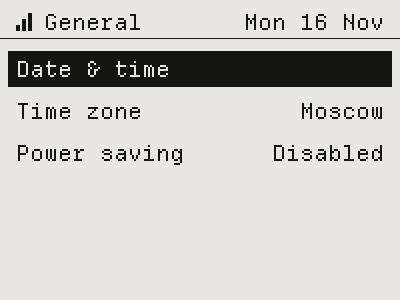 General Mon 16 Nov
Date & time
Time zone Moscow
Power saving Disabled